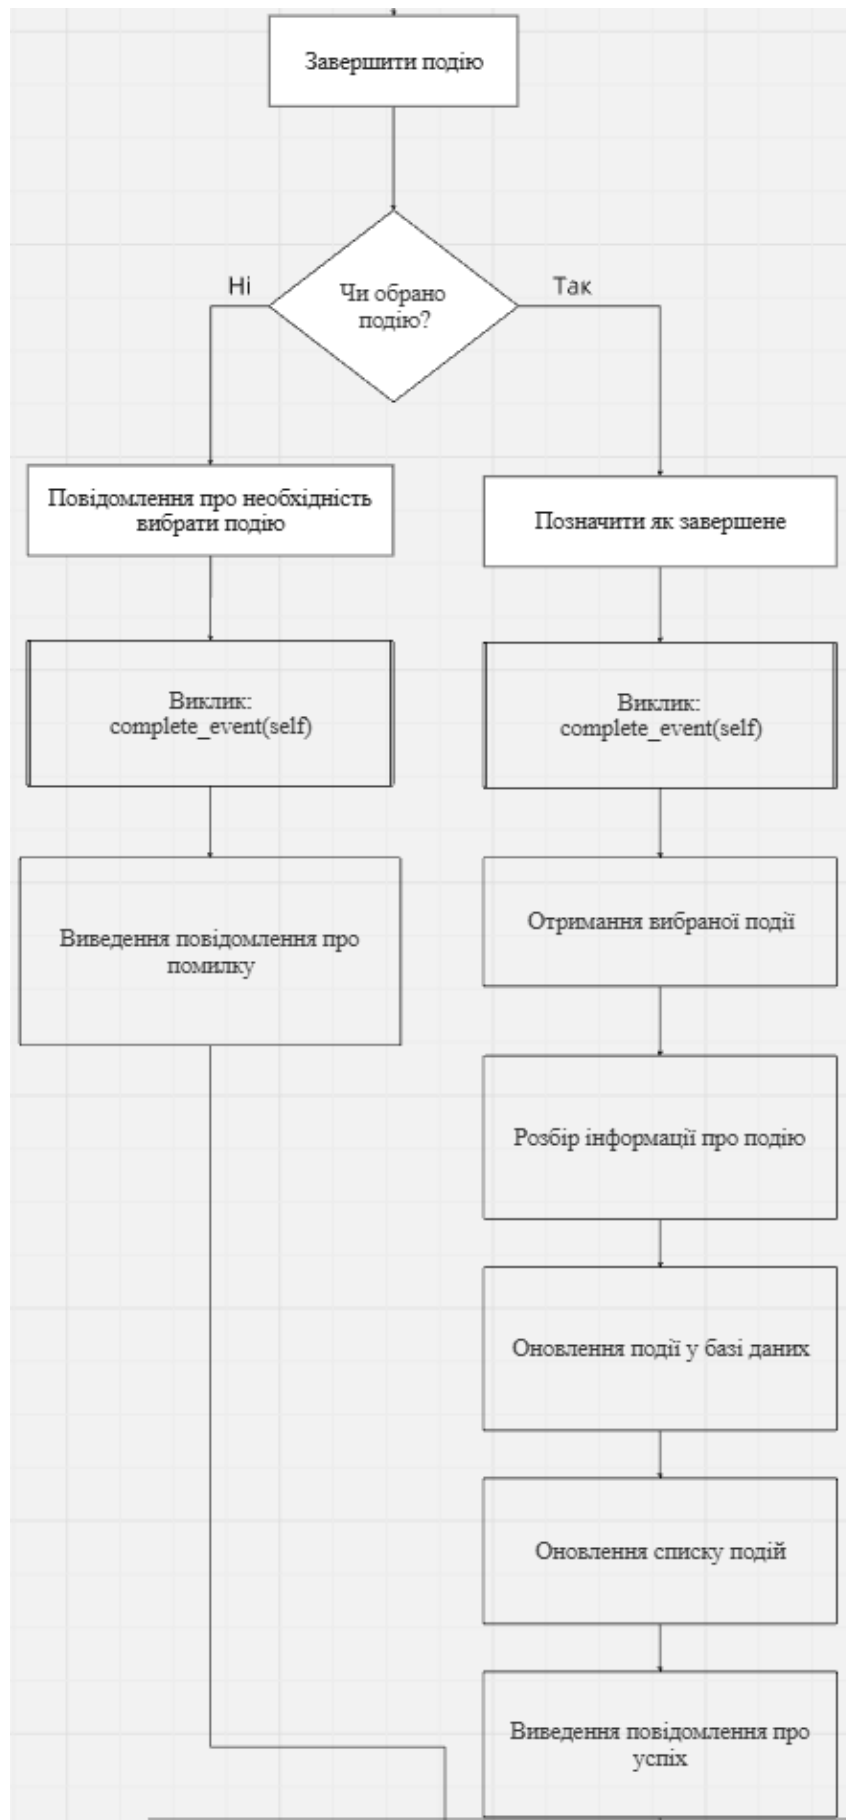 Завершити подію
Чи обрано
подію?
Ні
Так
Повідомлення про необхідність
вибрати подію
Позначити як завершене
Виклик:
complete_event(self)
Виклик:
complete_event(self)
Виведення повідомлення про
помилку
Отримання вибраної події
Розбір інформації про подію
Оновлення події у базі даних
Оновлення списку подій
Виведення повідомлення про
успіх